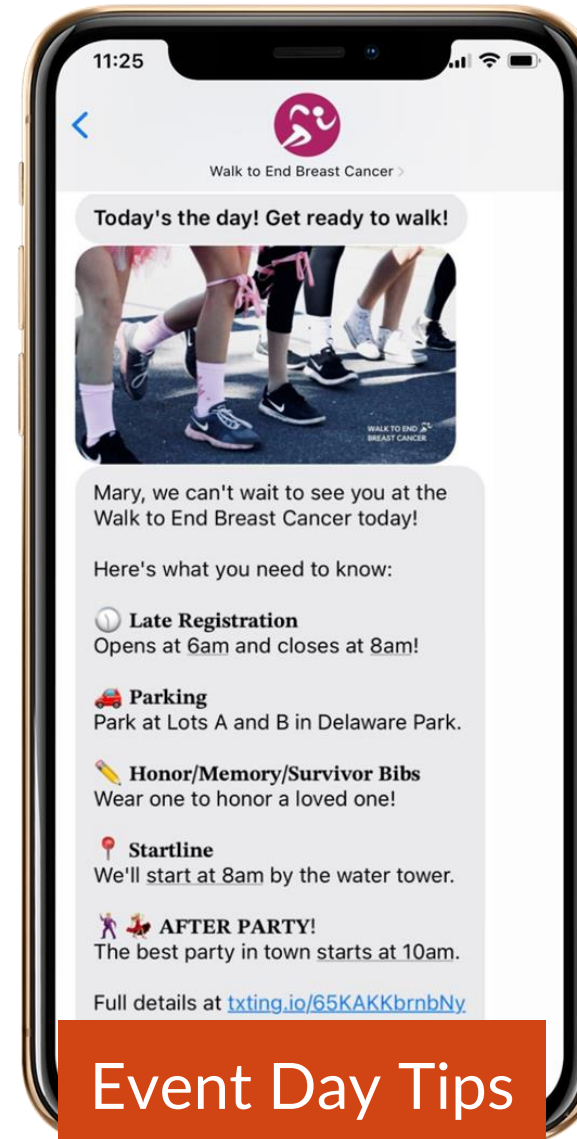 11:25
Walk to End Breast Cancer
Today's the day! Get ready to walk!
WALK TO END
BREAST CANCER
Mary, we can't wait to see you at the
Walk to End Breast Cancer today!
Here's what you need to know:
🕧 Late Registration
Opens at 6am and closes at 8am!
🚗 Parking
Park at Lots A and B in Delaware Park.
✏️ Honor/Memory/Survivor Bibs
Wear one to honor a loved one!
📍 Startline
We'll start at 8am by the water tower.
🕺 💃 AFTER PARTY!
The best party in town starts at 10am.
Full details at txting.io/65KAKKbrnbNy
Event Day Tips